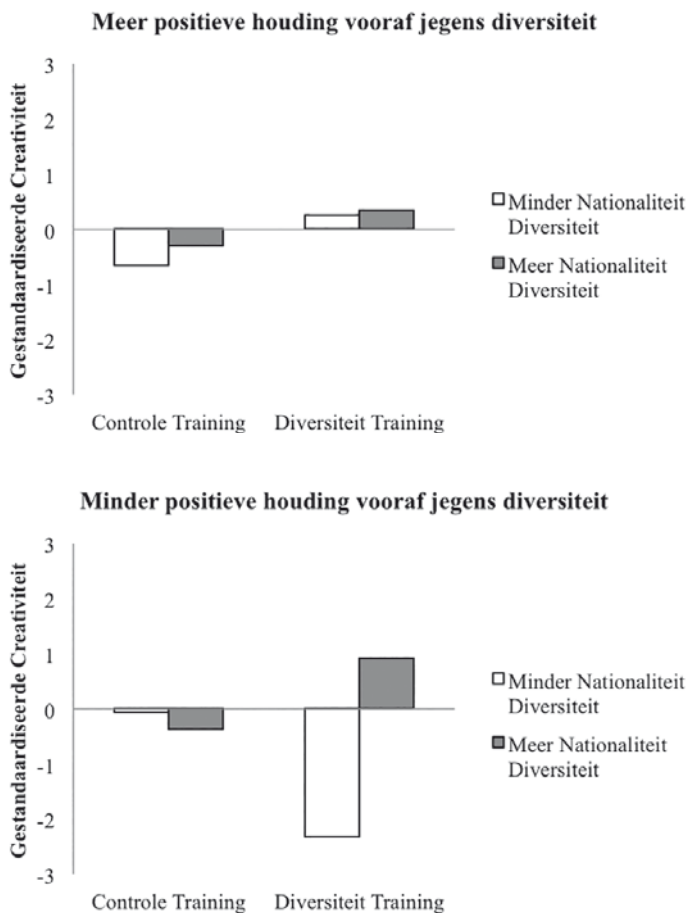 Meer positieve houding vooraf jegens diversiteit
Gestandaardiseerde Creativiteit
3
2
1
0
-1
-2
-3
Controle Training
Diversiteit Training
Minder Nationaliteit
Diversiteit
Meer Nationaliteit
Diversiteit
Minder positieve houding vooraf jegens diversiteit
Gestandaardiseerde Creativiteit
3
2
1
0
-1
-2
-3
Controle Training
Diversiteit Training
Minder Nationaliteit
Diversiteit
Meer Nationaliteit
Diversiteit